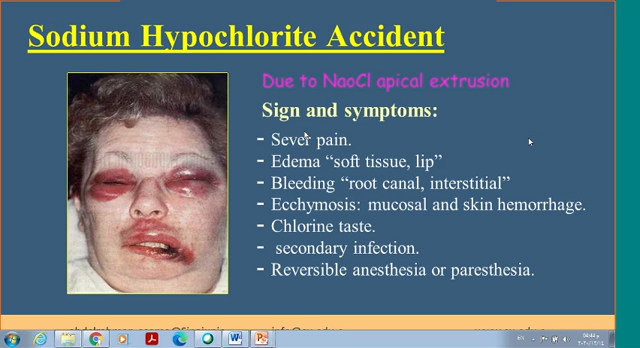 Sodium Hypochlorite Accident
Due to NaoCl apical extrusion
Sign and symptoms:
- Sever pain.
- Edema “soft tissue, lip”
- Bleeding “root canal, interstitial”
- Ecchymosis: mucosal and skin hemorrhage.
- Chlorine taste.
- secondary infection.
- Reversible anesthesia or paresthesia.
EN